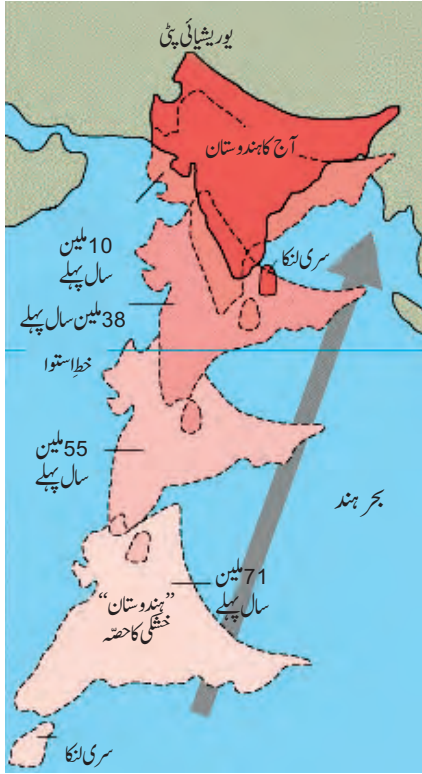 یوریشیائی پٹی
آج کا ہندوستان
سری لنکا
10 ملین
سال پہلے
38 ملین سال پہلے
خطِ استوا
55 ملین
سال پہلے
بحر ہند
71 ملین
سال پہلے
“ہندوستان”
خشکی کا حصّہ
سری لنکا